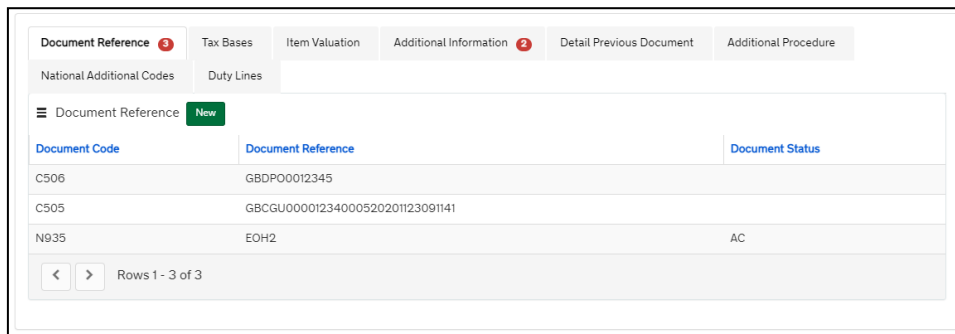 Document Reference 3 Tax Bases Item Valuation Additional Information 2 Detail Previous Document Additional Procedure
National Additional Codes Duty Lines
Document Reference New
Document Code Document Reference Document Status
C506 GBDPO0012345
C505 GBCGU00001234000520201123091141
N935 EOH2 AC
< > Rows 1 - 3 of 3